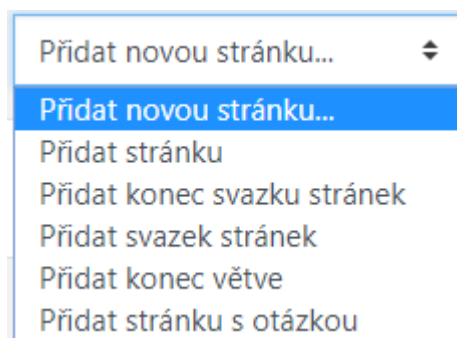 Přidat novou stránku...
Přidat novou stránku...
Přidat stránku
Přidat konec svazku stránek
Přidat svazek stránek
Přidat konec větve
Přidat stránku s otázkou